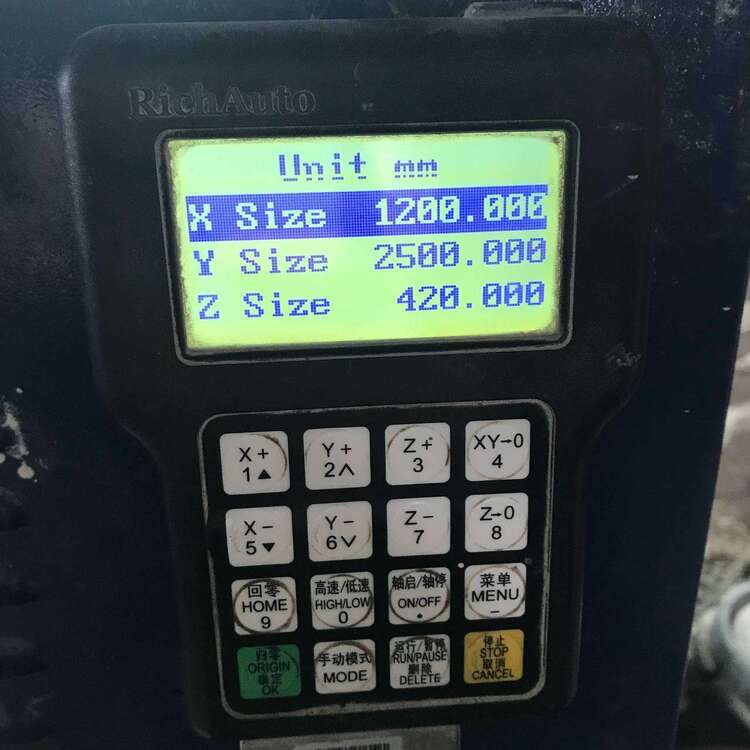 RichAuto
Unit mm
X Size 1200.000
Y Size 2500.000
Z Size 420.000
X+
1▲
Y+
2∧
Z+
3
XY→0
4
X-
5▼
Y-
6∨
Z-
7
Z→0
8
回零
HOME
9
高速/低速
HIGH/LOW
0
轴启/轴停
ON/OFF
.
菜单
MENU
-
归零
ORIGIN
确定
OK
手动模式
MODE
运行/暂停
RUN/PAUSE
删除
DELETE
停止
STOP
取消
CANCEL